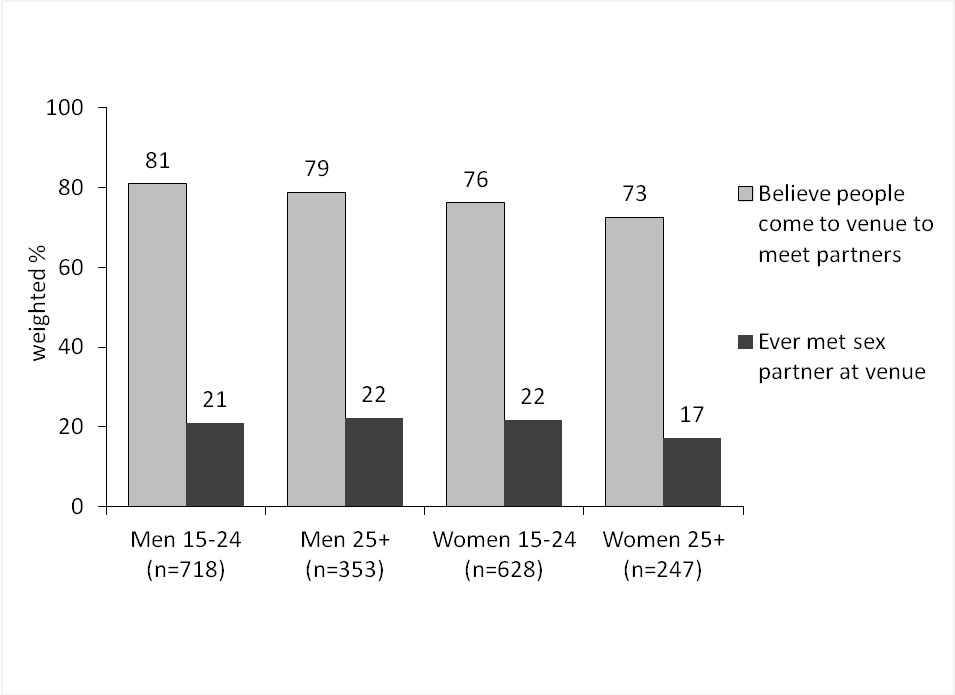 100
80
60
40
20
0
weighted %
81
21
79
22
76
22
73
17
Men 15-24
(n=718)
Men 25+
(n=353)
Women 15-24
(n=628)
Women 25+
(n=247)
Believe people
come to venue to
meet partners
Ever met sex
partner at venue